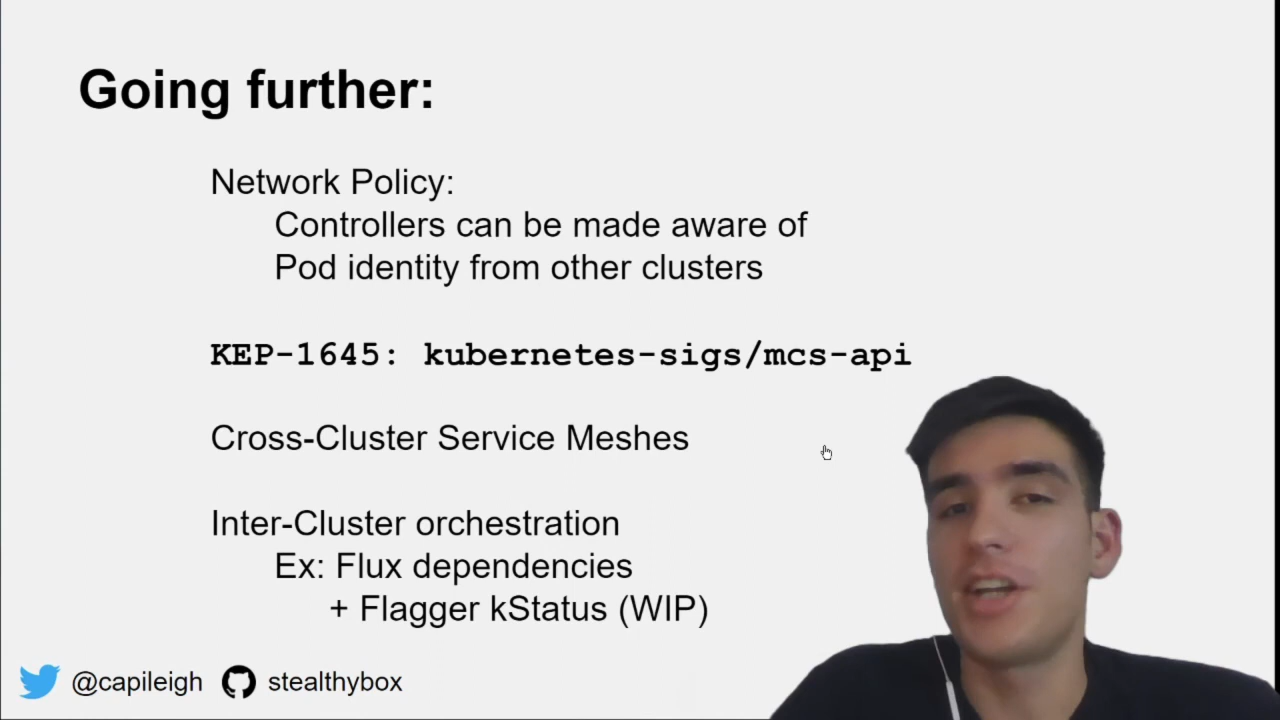 Going further:
Network Policy:
Controllers can be made aware of
Pod identity from other clusters
KEP-1645: kubernetes-sigs/mcs-api
Cross-Cluster Service Meshes
Inter-Cluster orchestration
Ex: Flux dependencies
+ Flagger kStatus (WIP)
@capileigh stealthybox